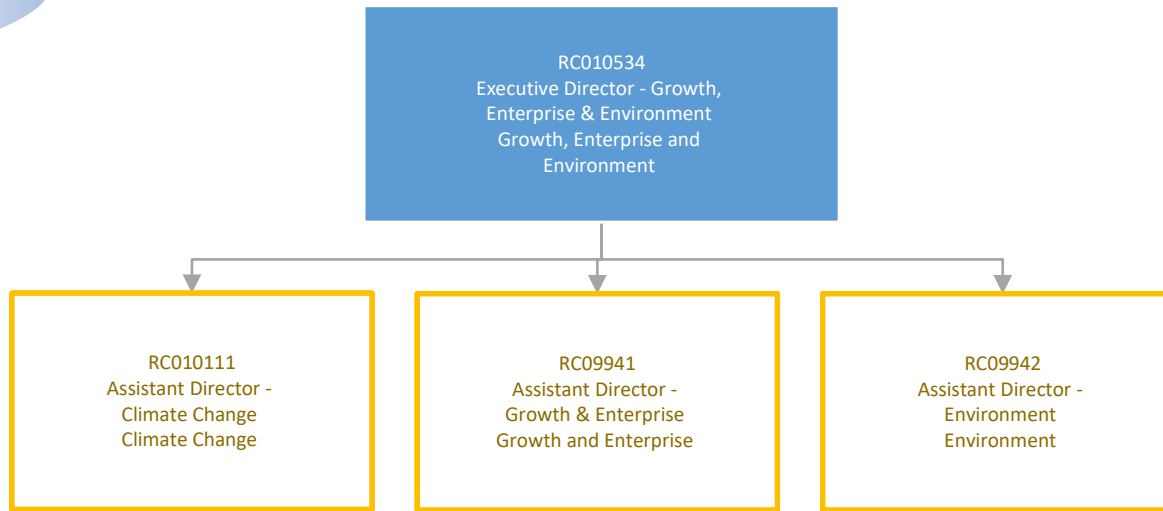 RC010534
Executive Director - Growth,
Enterprise & Environment
Growth, Enterprise and
Environment
RC010111
Assistant Director -
Climate Change
Climate Change
RC09941
Assistant Director -
Growth & Enterprise
Growth and Enterprise
RC09942
Assistant Director -
Environment
Environment